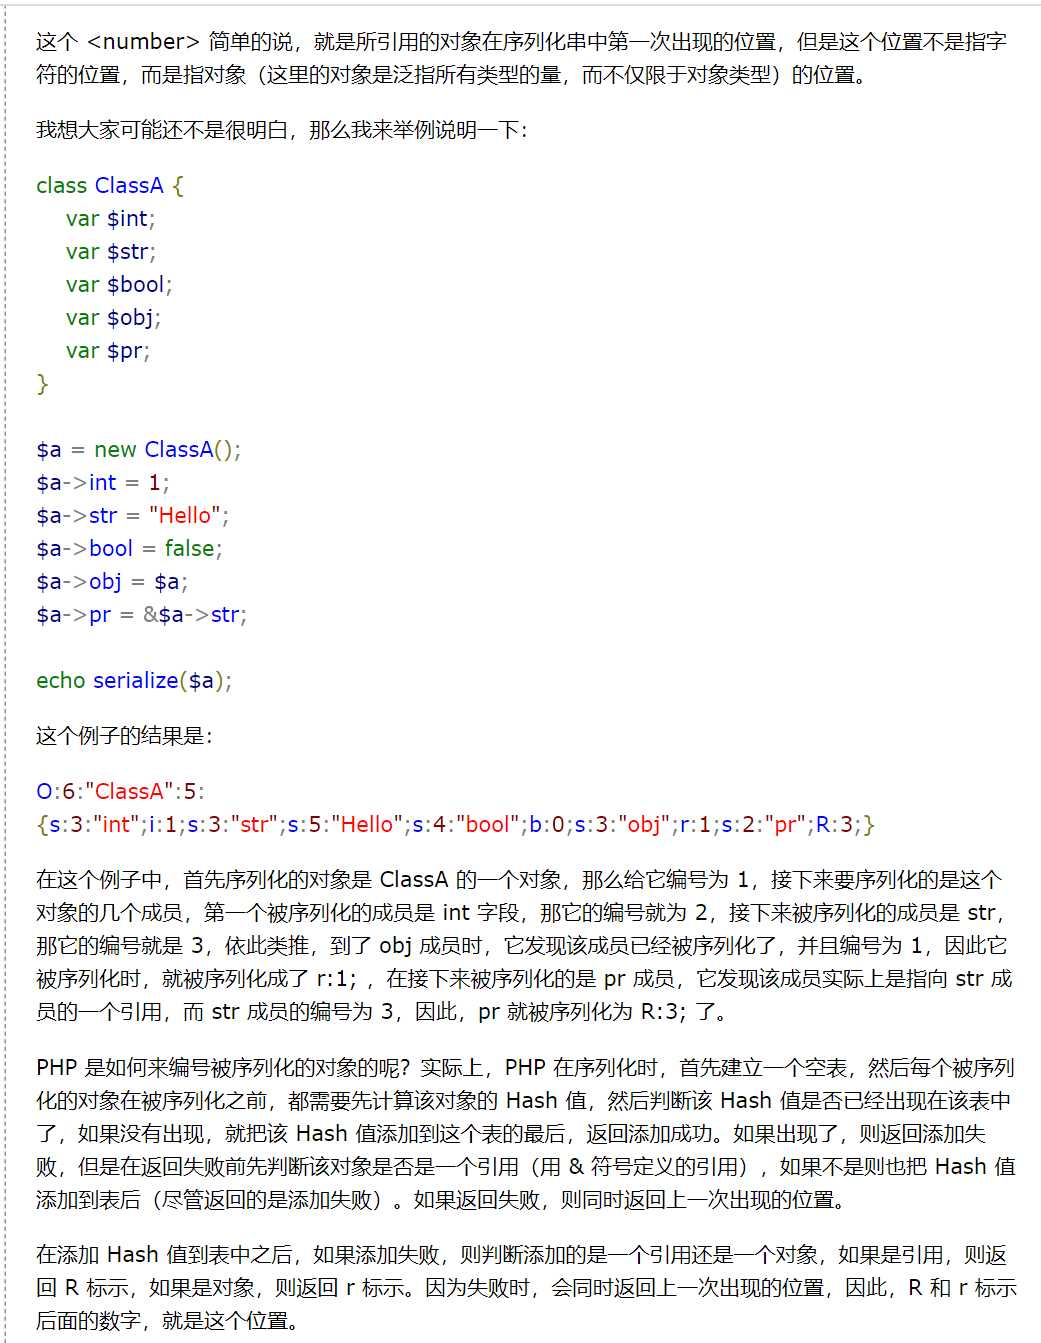 这个 <number> 简单的说，就是所引用的对象在序列化串中第一次出现的位置，但是这个位置不是指字
符的位置，而是指对象（这里的对象是泛指所有类型的量，而不仅限于对象类型）的位置。
我想大家可能还不是很明白，那么我来举例说明一下：
class ClassA {
var $int;
var $str;
var $bool;
var $obj;
var $pr;
}
$a = new ClassA();
$a->int = 1;
$a->str = "Hello";
$a->bool = false;
$a->obj = $a;
$a->pr = &$a->str;
echo serialize($a);
这个例子的结果是：
O:6:"ClassA":5:
{s:3:"int";i:1;s:3:"str";s:5:"Hello";s:4:"bool";b:0;s:3:"obj";r:1;s:2:"pr";R:3;}
在这个例子中，首先序列化的对象是 ClassA 的一个对象，那么给它编号为 1，接下来要序列化的是这个
对象的几个成员，第一个被序列化的成员是 int 字段，那它的编号就为 2，接下来被序列化的成员是 str，
那它的编号就是 3，依此类推，到了 obj 成员时，它发现该成员已经被序列化了，并且编号为 1，因此它
被序列化时，就被序列化成了 r:1; ，在接下来被序列化的是 pr 成员，它发现该成员实际上是指向 str 成
员的一个引用，而 str 成员的编号为 3，因此，pr 就被序列化为 R:3; 了。
PHP 是如何来编号被序列化的对象的呢？实际上，PHP 在序列化时，首先建立一个空表，然后每个被序列
化的对象在被序列化之前，都需要先计算该对象的 Hash 值，然后判断该 Hash 值是否已经出现在该表中
了，如果没有出现，就把该 Hash 值添加到这个表的最后，返回添加成功。如果出现了，则返回添加失
败，但是在返回失败前先判断该对象是否是一个引用（用 & 符号定义的引用），如果不是则也把 Hash 值
添加到表后（尽管返回的是添加失败）。如果返回失败，则同时返回上一次出现的位置。
在添加 Hash 值到表中之后，如果添加失败，则判断添加的是一个引用还是一个对象，如果是引用，则返
回 R 标示，如果是对象，则返回 r 标示。因为失败时，会同时返回上一次出现的位置，因此，R 和 r 标示
后面的数字，就是这个位置。